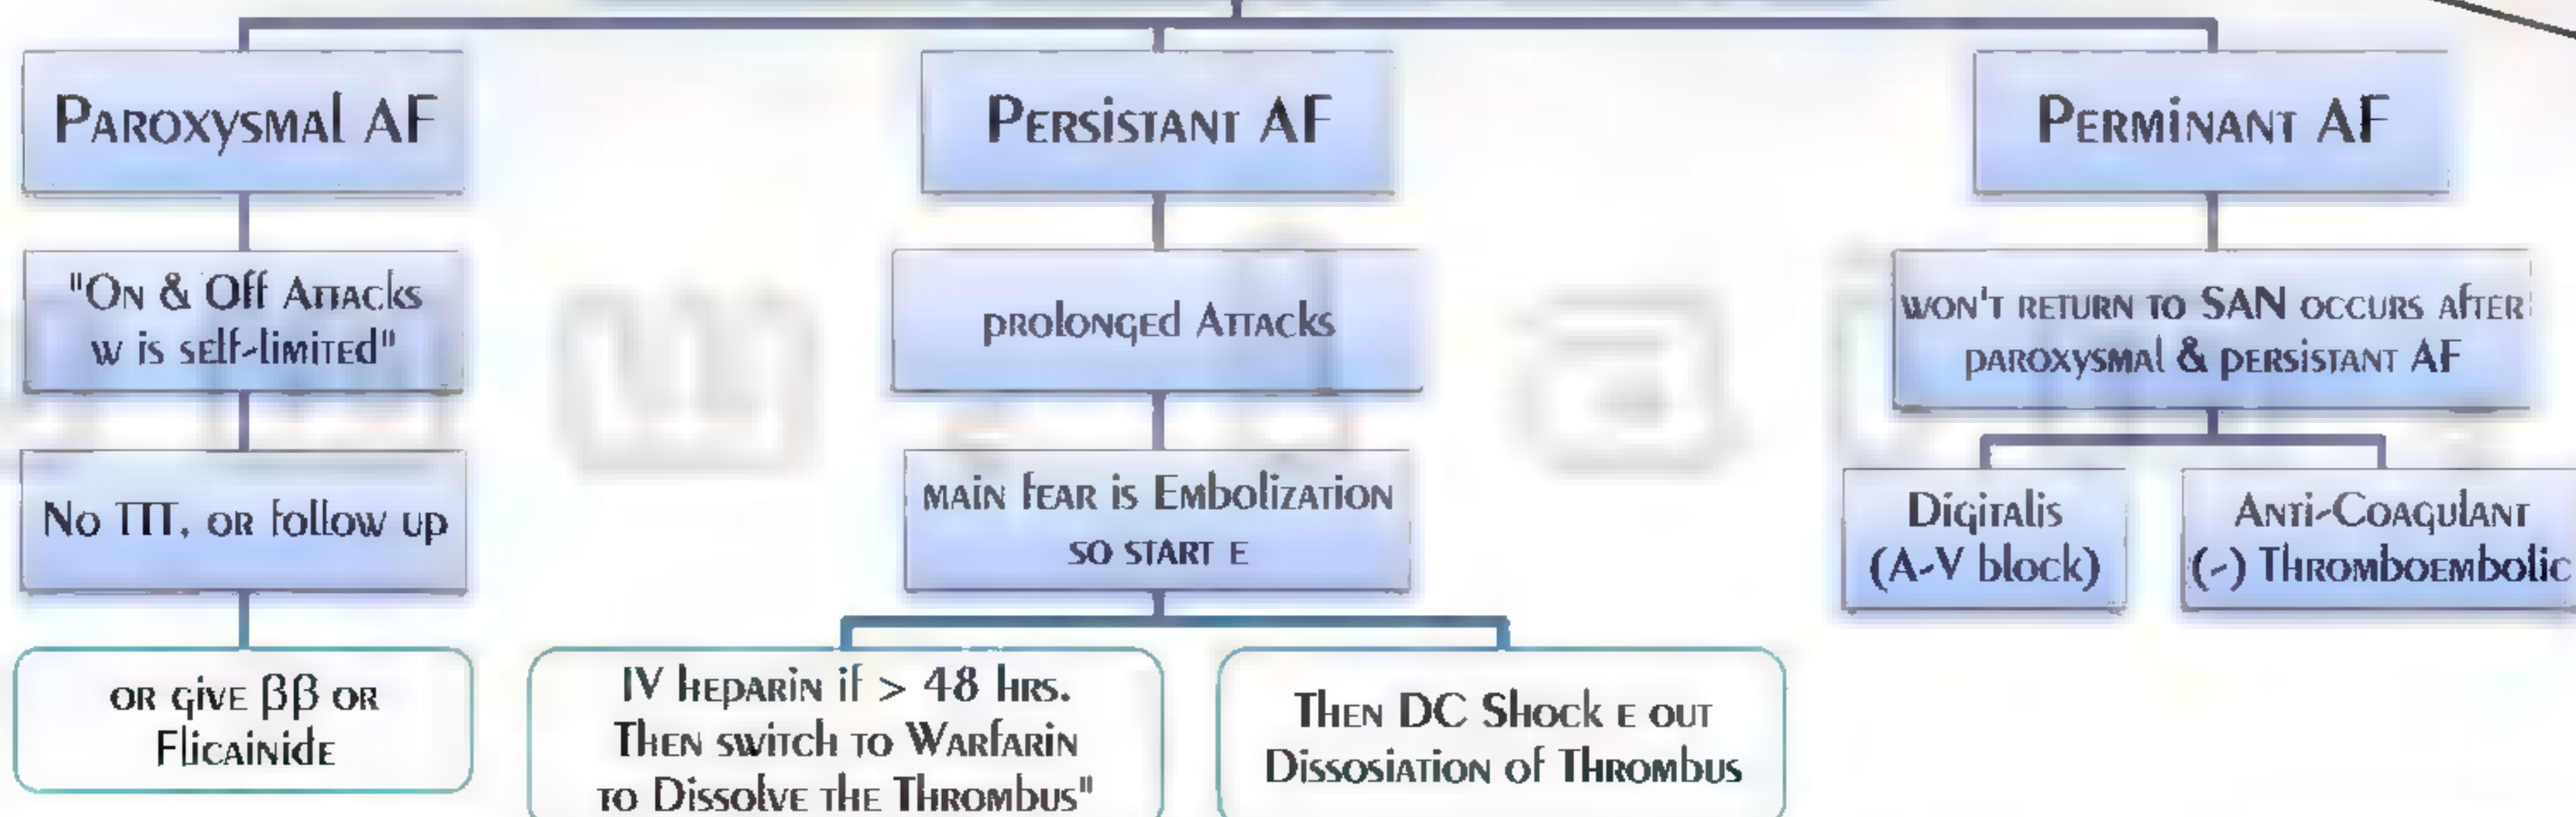 Paroxysmal AF
"On & Off Attacks
w is self-limited"
No TTT, or follow up
or give ββ or
Flicainide
Persistant AF
prolonged Attacks
main fear is Embolization
so start e
IV heparin if > 48 hrs.
Then switch to Warfarin
to Dissolve the Thrombus"
Then DC Shock e out
Dissosiation of Thrombus
Perminant AF
won't return to SAN occurs after
paroxysmal & persistant AF
Digitalis
(A-V block)
Anti-Coagulant
(-) Thromboembolic